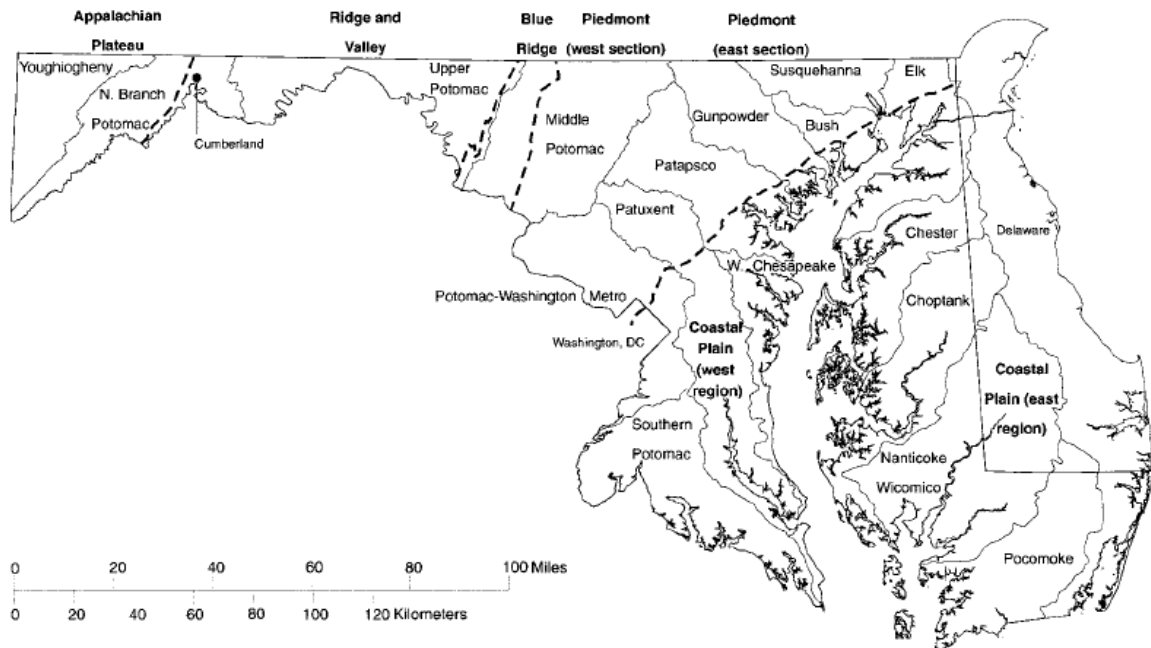 Appalachian
Plateau
Ridge and
Valley
Blue
Ridge
Piedmont
(west section)
Piedmont
(east section)
Youghiogheny
N. Branch
Potomac
Cumberland
Upper
Potomac
Middle
Potomac
Susquehanna
Elk
Gunpowder
Bush
Patapsco
Patuxent
Chester
Delaware
W. Chesapeake
Potomac-Washington Metro
Choptank
Washington, DC
Coastal
Plain
(west
region)
Coastal
Plain (east
region)
Southern
Potomac
Nanticoke
Wicomico
Pocomoke
0 20 40 60 80 100 Miles
0 20 40 60 80 100 120 Kilometers